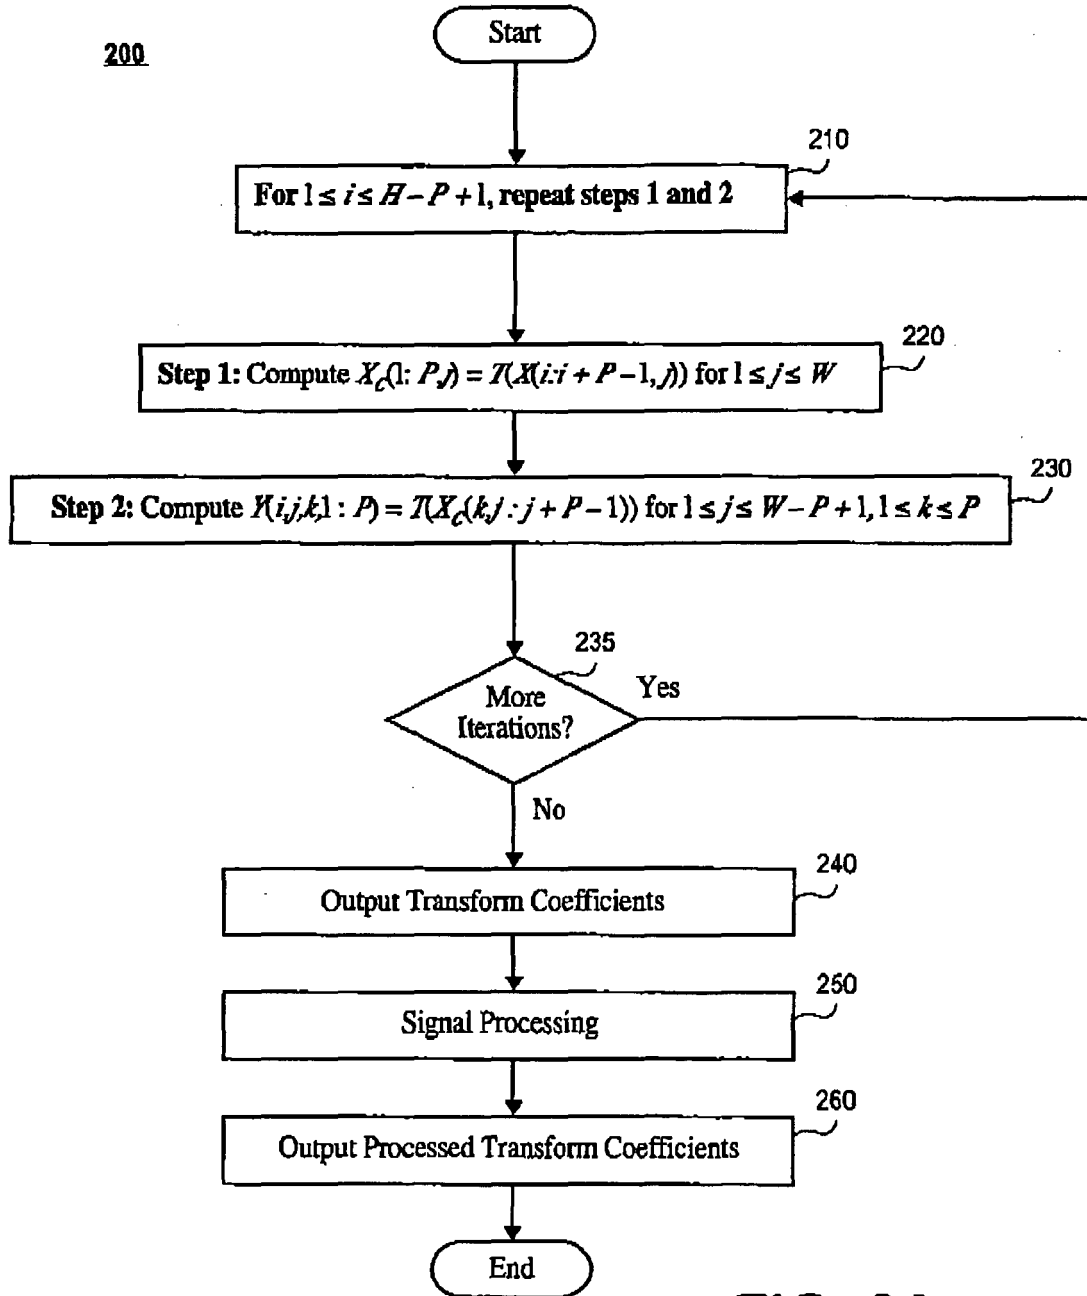 200
Start
210
For 1 ≤ i ≤ H − P + 1, repeat steps 1 and 2
220
Step 1: Compute X_C(1: P,j) = T(X(i:i + P − 1, j)) for 1 ≤ j ≤ W
230
Step 2: Compute Y(i,j,k,1 : P) = T(X_C(k,j : j + P − 1)) for 1 ≤ j ≤ W − P + 1, 1 ≤ k ≤ P
235
More
Iterations?
Yes
No
240
Output Transform Coefficients
250
Signal Processing
260
Output Processed Transform Coefficients
End